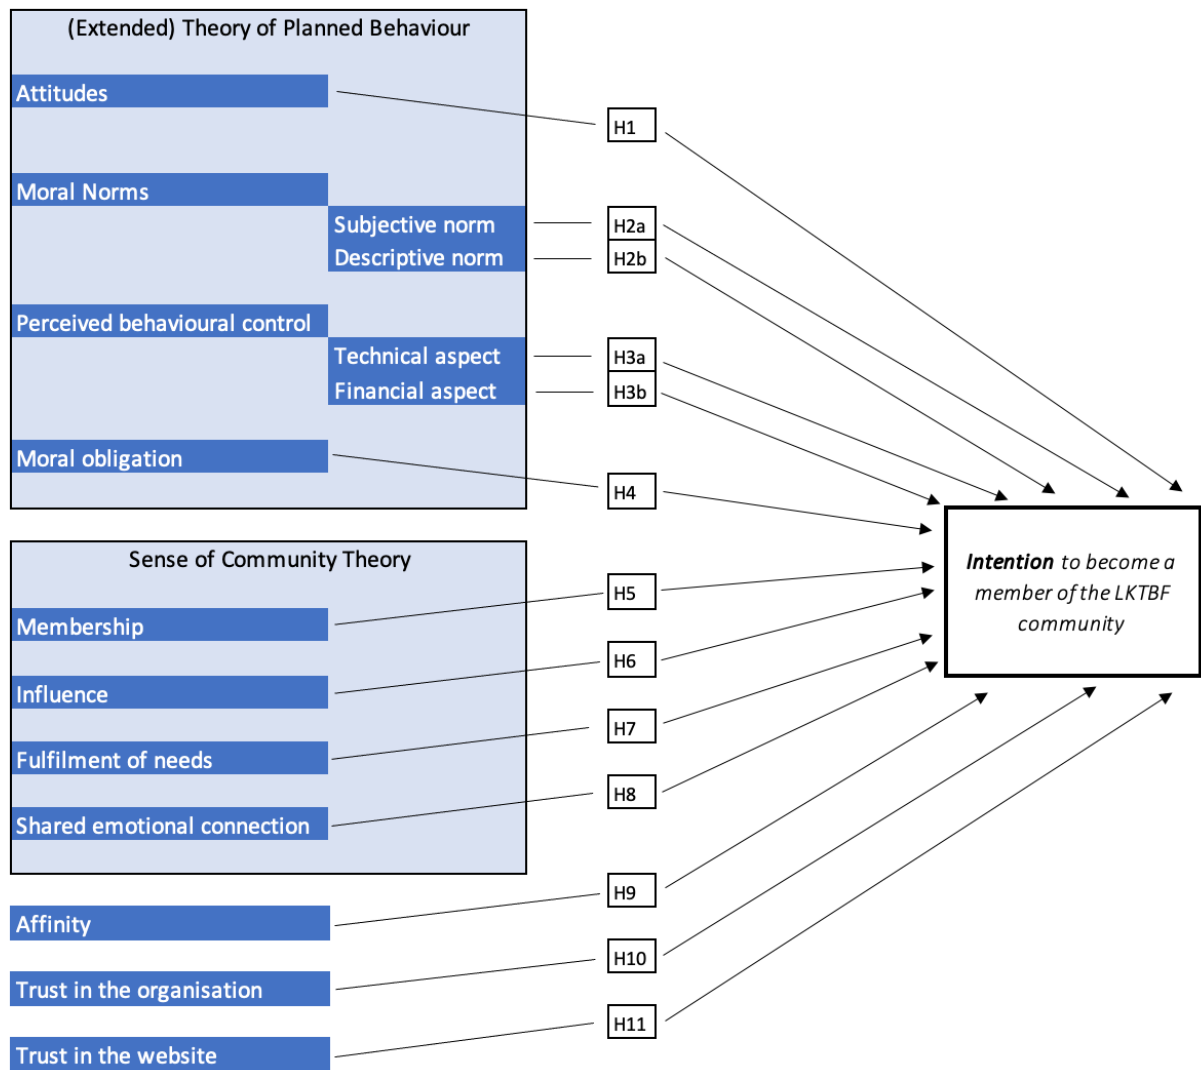 (Extended) Theory of Planned Behaviour
Attitudes
H1
Moral Norms
Subjective norm
H2a
Descriptive norm
H2b
Perceived behavioural control
Technical aspect
H3a
Financial aspect
H3b
Moral obligation
H4
Sense of Community Theory
Membership
H5
Influence
H6
Fulfilment of needs
H7
Shared emotional connection
H8
Affinity
H9
Trust in the organisation
H10
Trust in the website
H11
Intention to become a
member of the LKTBF
community